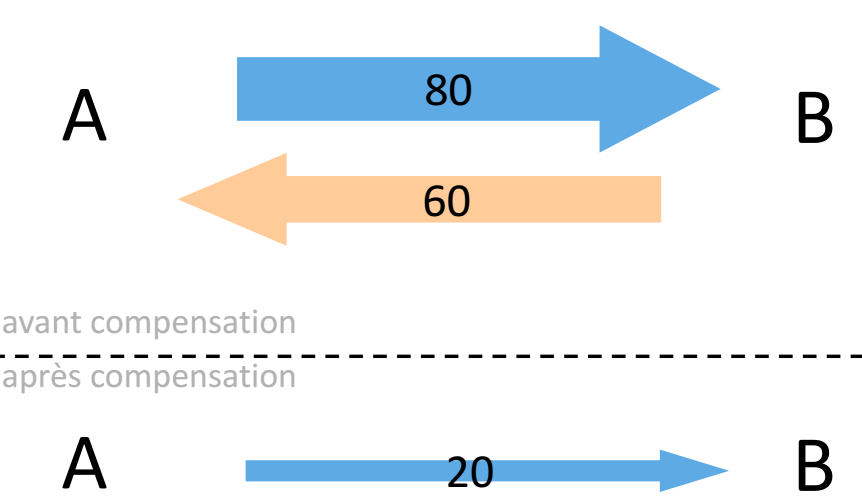 80
A B
60
avant compensation
après compensation
A 20 B